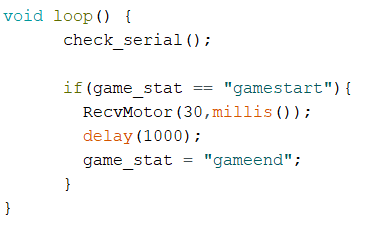 void loop() {
check_serial();
if(game_stat == "gamestart"){
RecvMotor(30,millis());
delay(1000);
game_stat = "gameend";
}
}